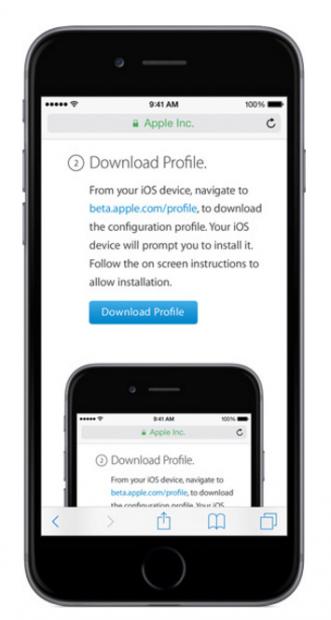 9:41 AM
100%
Apple Inc.
2 Download Profile.
From your iOS device, navigate to
beta.apple.com/profile, to download
the configuration profile. Your iOS
device will prompt you to install it.
Follow the on screen instructions to
allow installation.
Download Profile
9:41 AM
100%
Apple Inc.
2 Download Profile.
From your iOS device, navigate to
beta.apple.com/profile, to download
the configuration profile. Your iOS